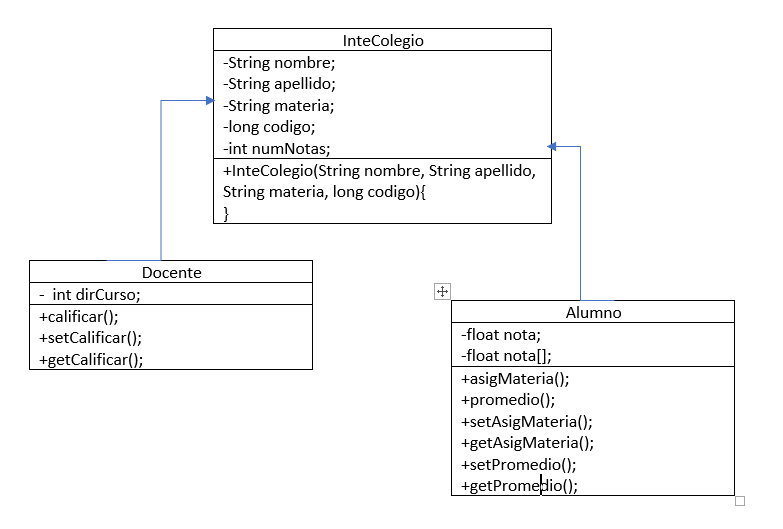 InteColegio
-String nombre;
-String apellido;
-String materia;
-long codigo;
-int numNotas;
+InteColegio(String nombre, String apellido,
String materia, long codigo){
}
Docente
- int dirCurso;
+calificar();
+setCalificar();
+getCalificar();
Alumno
-float nota;
-float nota[];
+asigMateria();
+promedio();
+setAsigMateria();
+getAsigMateria();
+setPromedio();
+getPromedio();